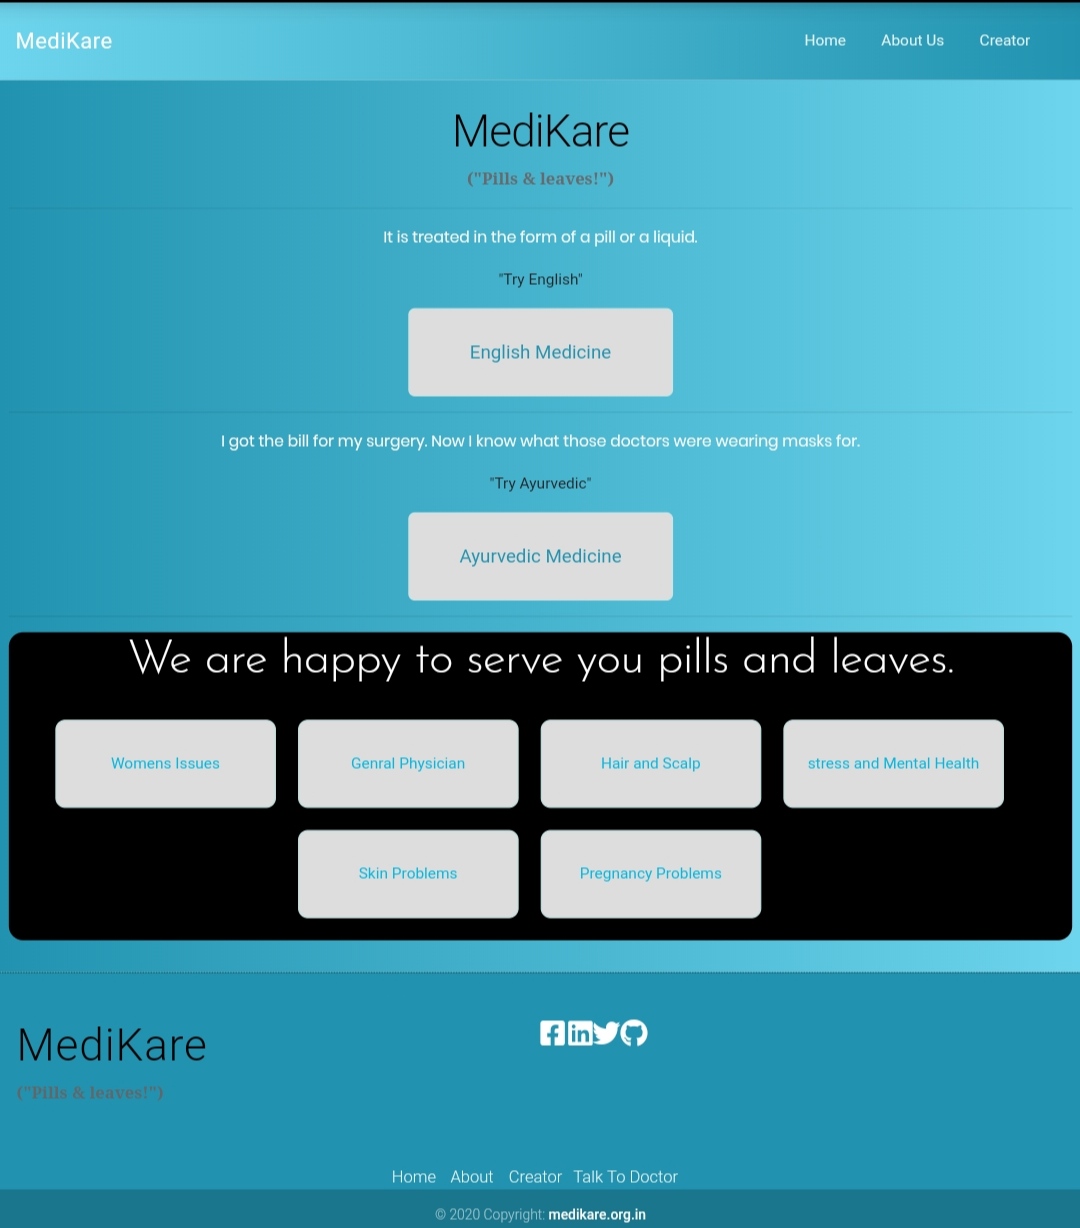 MediKare
Home About Us Creator
MediKare
("Pills & leaves!")
It is treated in the form of a pill or a liquid.
"Try English"
English Medicine
I got the bill for my surgery. Now I know what those doctors were wearing masks for.
"Try Ayurvedic"
Ayurvedic Medicine
We are happy to serve you pills and leaves.
Womens Issues
Genral Physician
Hair and Scalp
stress and Mental Health
Skin Problems
Pregnancy Problems
MediKare
("Pills & leaves!")
Home About Creator Talk To Doctor
© 2020 Copyright: medikare.org.in